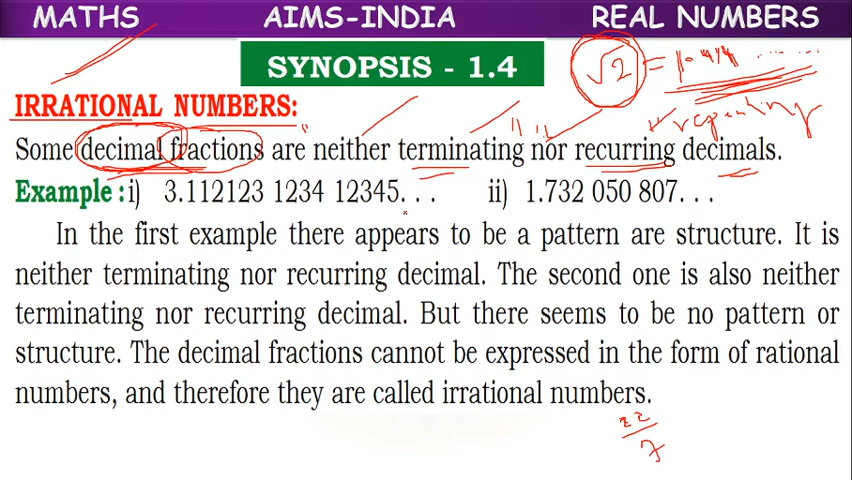 MATHS AIMS-INDIA REAL NUMBERS
SYNOPSIS - 1.4
√2 = 1.414 ........
IRRATIONAL NUMBERS:
repeating
Some decimal fractions are neither terminating nor recurring decimals.
Example : i) 3.112123 1234 12345. . . ii) 1.732 050 807. . .
In the first example there appears to be a pattern are structure. It is
neither terminating nor recurring decimal. The second one is also neither
terminating nor recurring decimal. But there seems to be no pattern or
structure. The decimal fractions cannot be expressed in the form of rational
numbers, and therefore they are called irrational numbers.
22
7